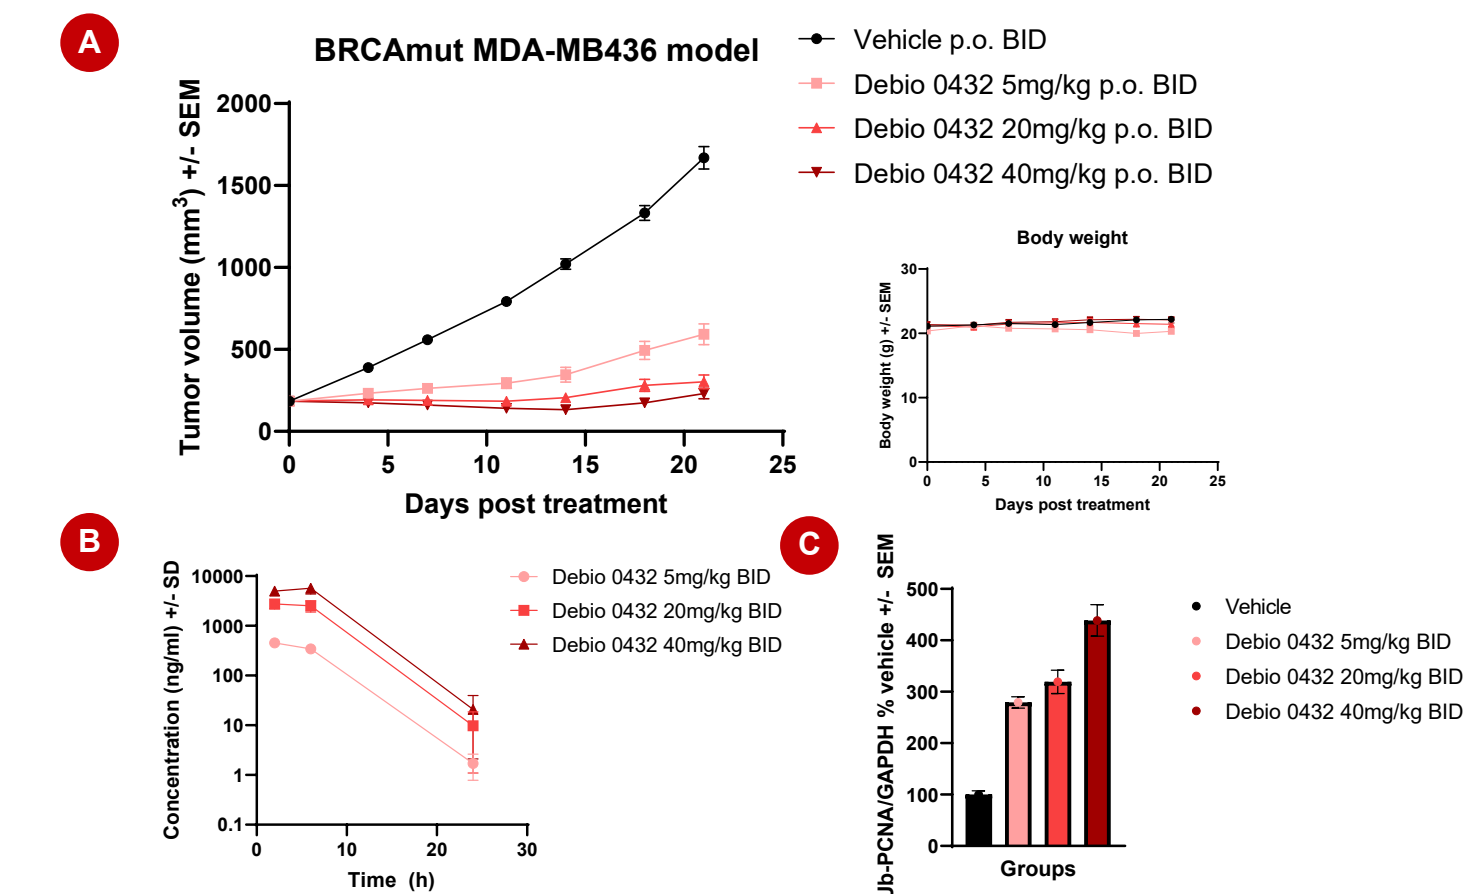 A
BRCAmut MDA-MB436 model
Tumor volume (mm³) +/- SEM
2000
1500
1000
500
0
0 5 10 15 20 25
Days post treatment
Vehicle p.o. BID
Debio 0432 5mg/kg p.o. BID
Debio 0432 20mg/kg p.o. BID
Debio 0432 40mg/kg p.o. BID
Body weight
Body weight (g) +/- SEM
30
20
10
0
0 5 10 15 20 25
Days post treatment
B
Concentration (ng/ml) +/- SD
10000
1000
100
10
1
0.1
0 10 20 30
Time (h)
Debio 0432 5mg/kg BID
Debio 0432 20mg/kg BID
Debio 0432 40mg/kg BID
C
Ub-PCNA/GAPDH % vehicle +/- SEM
500
400
300
200
100
0
Groups
Vehicle
Debio 0432 5mg/kg BID
Debio 0432 20mg/kg BID
Debio 0432 40mg/kg BID